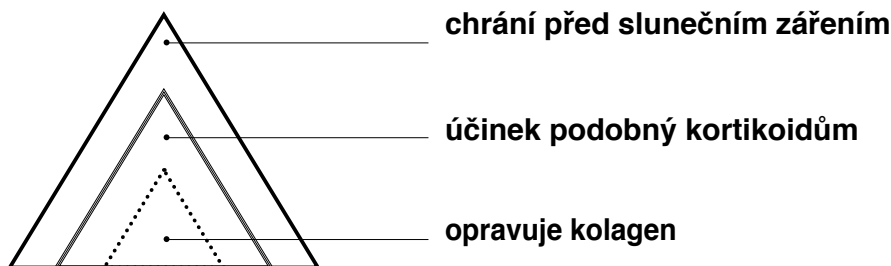 chrání před slunečním zářením
účinek podobný kortikoidům
opravuje kolagen